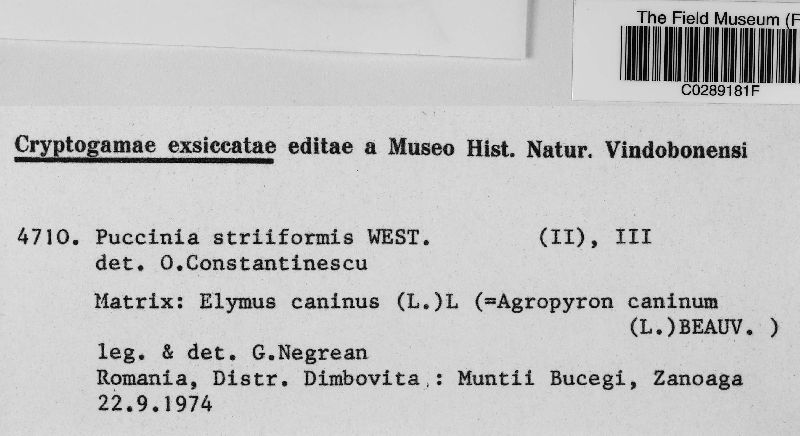 The Field Museum (F
C0289181F
Cryptogamae exsiccatae editae a Museo Hist. Natur. Vindobonensi
4710. Puccinia striiformis WEST. (II), III
det. O.Constantinescu
Matrix: Elymus caninus (L.)L (=Agropyron caninum
(L.)BEAUV. )
leg. & det. G.Negrean
Romania, Distr. Dimbovita : Muntii Bucegi, Zanoaga
22.9.1974